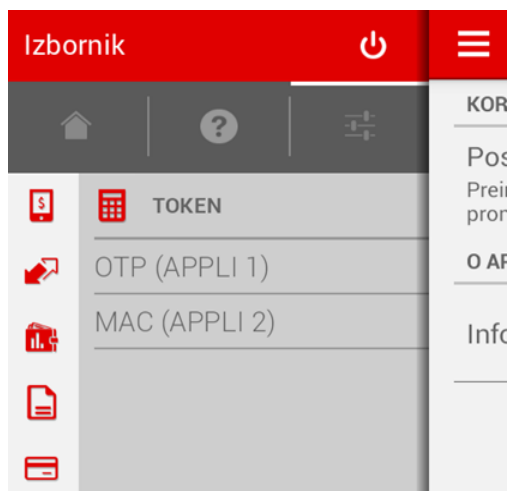 Izbornik
TOKEN
OTP (APPLI 1)
MAC (APPLI 2)
KOR
Pos
Prei
pror
O AP
Info